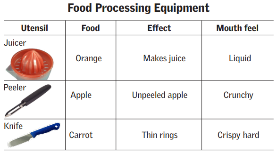 Food Processing Equipment
Utensil Food Effect Mouth feel
Juicer
Orange Makes juice Liquid
Peeler
Apple Unpeeled apple Crunchy
Knife
Carrot Thin rings Crispy hard